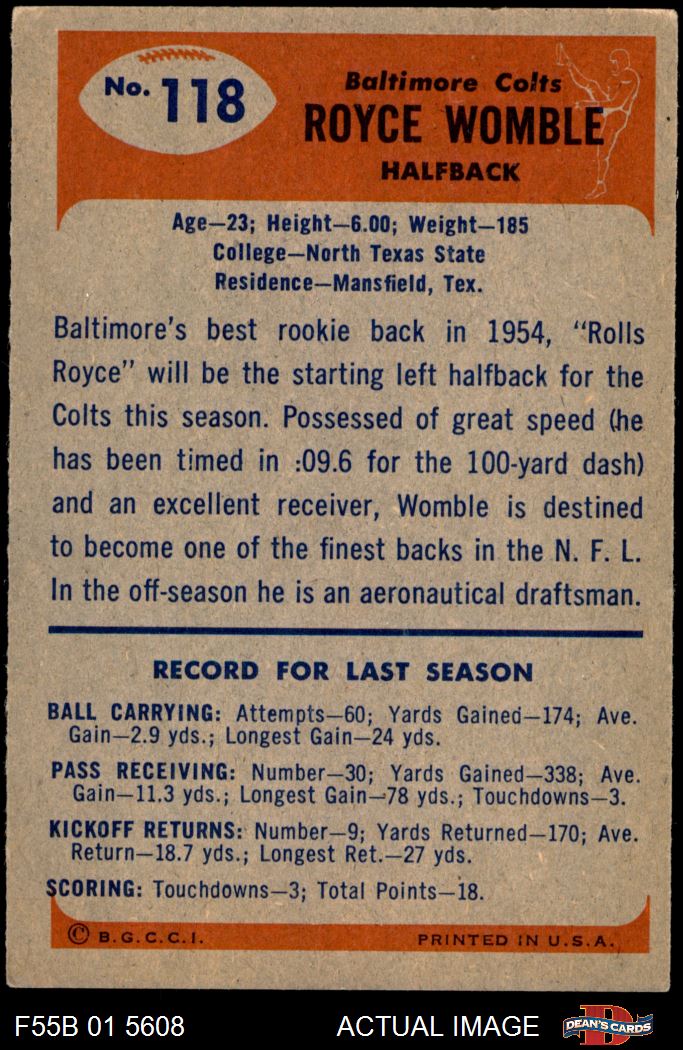 No. 118
Baltimore Colts
ROYCE WOMBLE
HALFBACK
Age—23; Height—6.00; Weight—185
College—North Texas State
Residence—Mansfield, Tex.
Baltimore's best rookie back in 1954, "Rolls
Royce" will be the starting left halfback for the
Colts this season. Possessed of great speed (he
has been timed in :09.6 for the 100-yard dash)
and an excellent receiver, Womble is destined
to become one of the finest backs in the N. F. L.
In the off-season he is an aeronautical draftsman.
RECORD FOR LAST SEASON
BALL CARRYING: Attempts—60; Yards Gained—174; Ave.
Gain—2.9 yds.; Longest Gain—24 yds.
PASS RECEIVING: Number—30; Yards Gained—338; Ave.
Gain—11.3 yds.; Longest Gain—78 yds.; Touchdowns—3.
KICKOFF RETURNS: Number—9; Yards Returned—170; Ave.
Return—18.7 yds.; Longest Ret.—27 yds.
SCORING: Touchdowns—3; Total Points—18.
© B.G.C.C.I. PRINTED IN U.S.A.
F55B 01 5608 ACTUAL IMAGE D DEAN'S CARDS